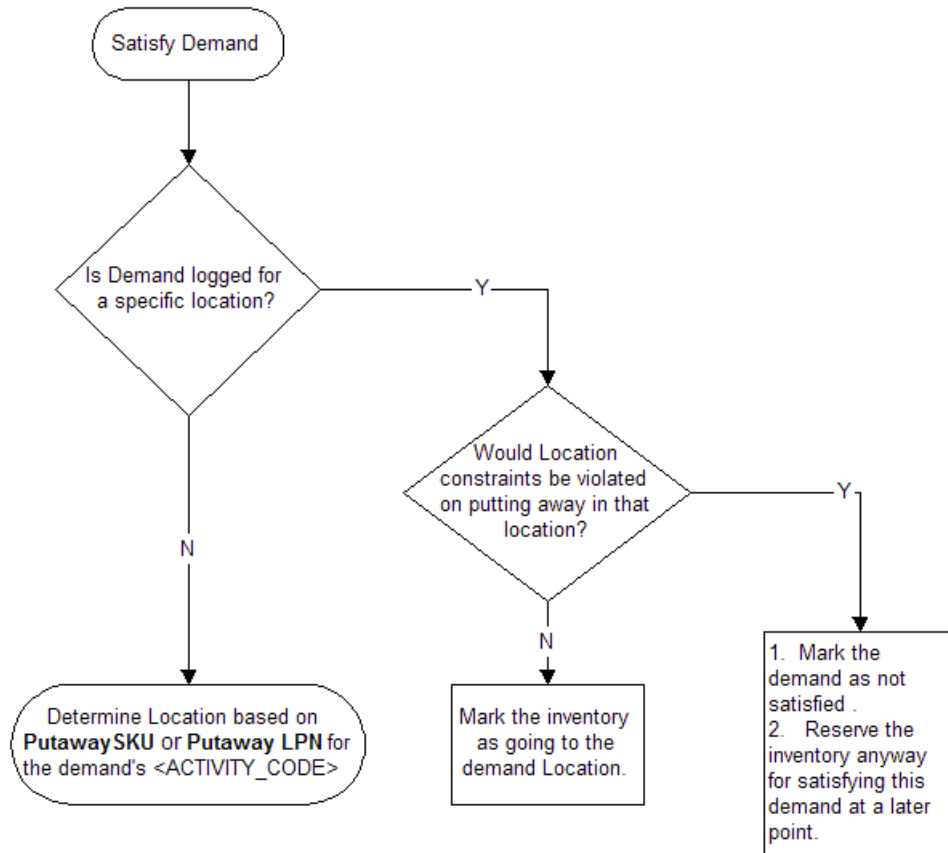 Satisfy Demand
Is Demand logged for
a specific location?
Y
Would Location
constraints be violated
on putting away in that
location?
Y
N
N
Determine Location based on
PutawaySKU or Putaway LPN for
the demand's <ACTIVITY_CODE>
Mark the inventory
as going to the
demand Location.
1. Mark the
demand as not
satisfied .
2. Reserve the
inventory anyway
for satisfying this
demand at a later
point.